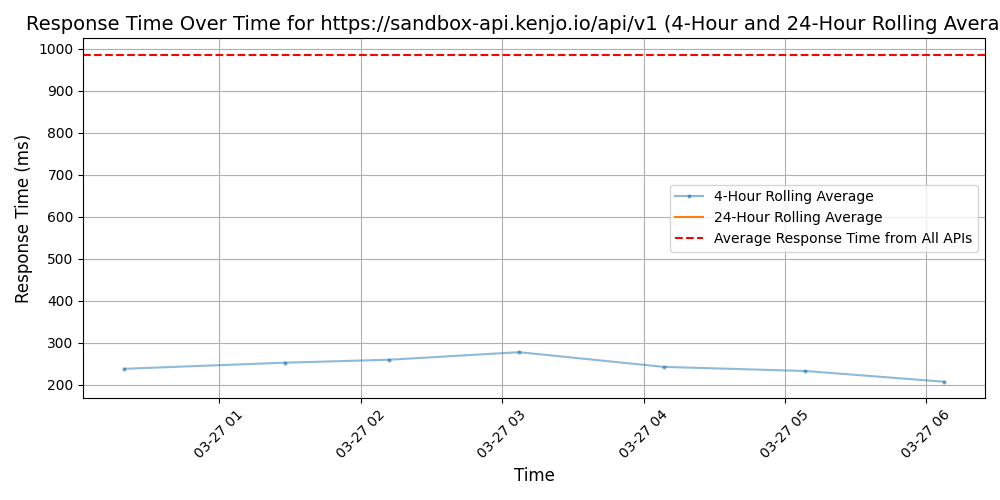 Response Time Over Time for https://sandbox-api.kenjo.io/api/v1 (4-Hour and 24-Hour Rolling Avera
1000
900
800
700
600
500
400
300
200
Response Time (ms)
4-Hour Rolling Average
24-Hour Rolling Average
Average Response Time from All APIs
03-27 01
03-27 02
03-27 03
03-27 04
03-27 05
03-27 06
Time